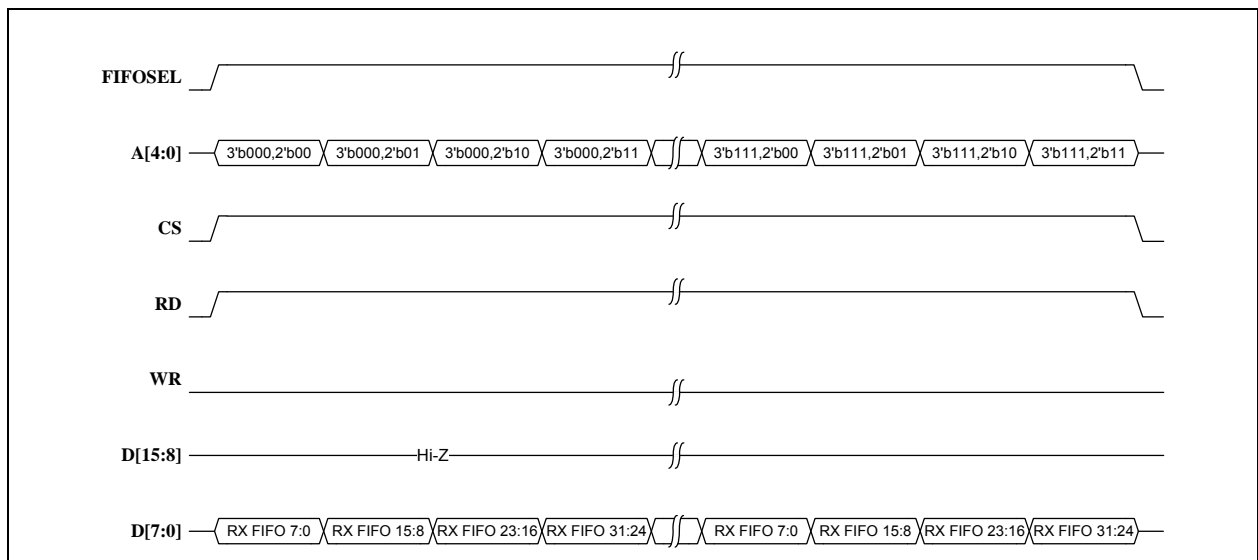 FIFOSEL
A[4:0] 3'b000,2'b00 3'b000,2'b01 3'b000,2'b10 3'b000,2'b11 3'b111,2'b00 3'b111,2'b01 3'b111,2'b10 3'b111,2'b11
CS
RD
WR
D[15:8] Hi-Z
D[7:0] RX FIFO 7:0 RX FIFO 15:8 RX FIFO 23:16 RX FIFO 31:24 RX FIFO 7:0 RX FIFO 15:8 RX FIFO 23:16 RX FIFO 31:24